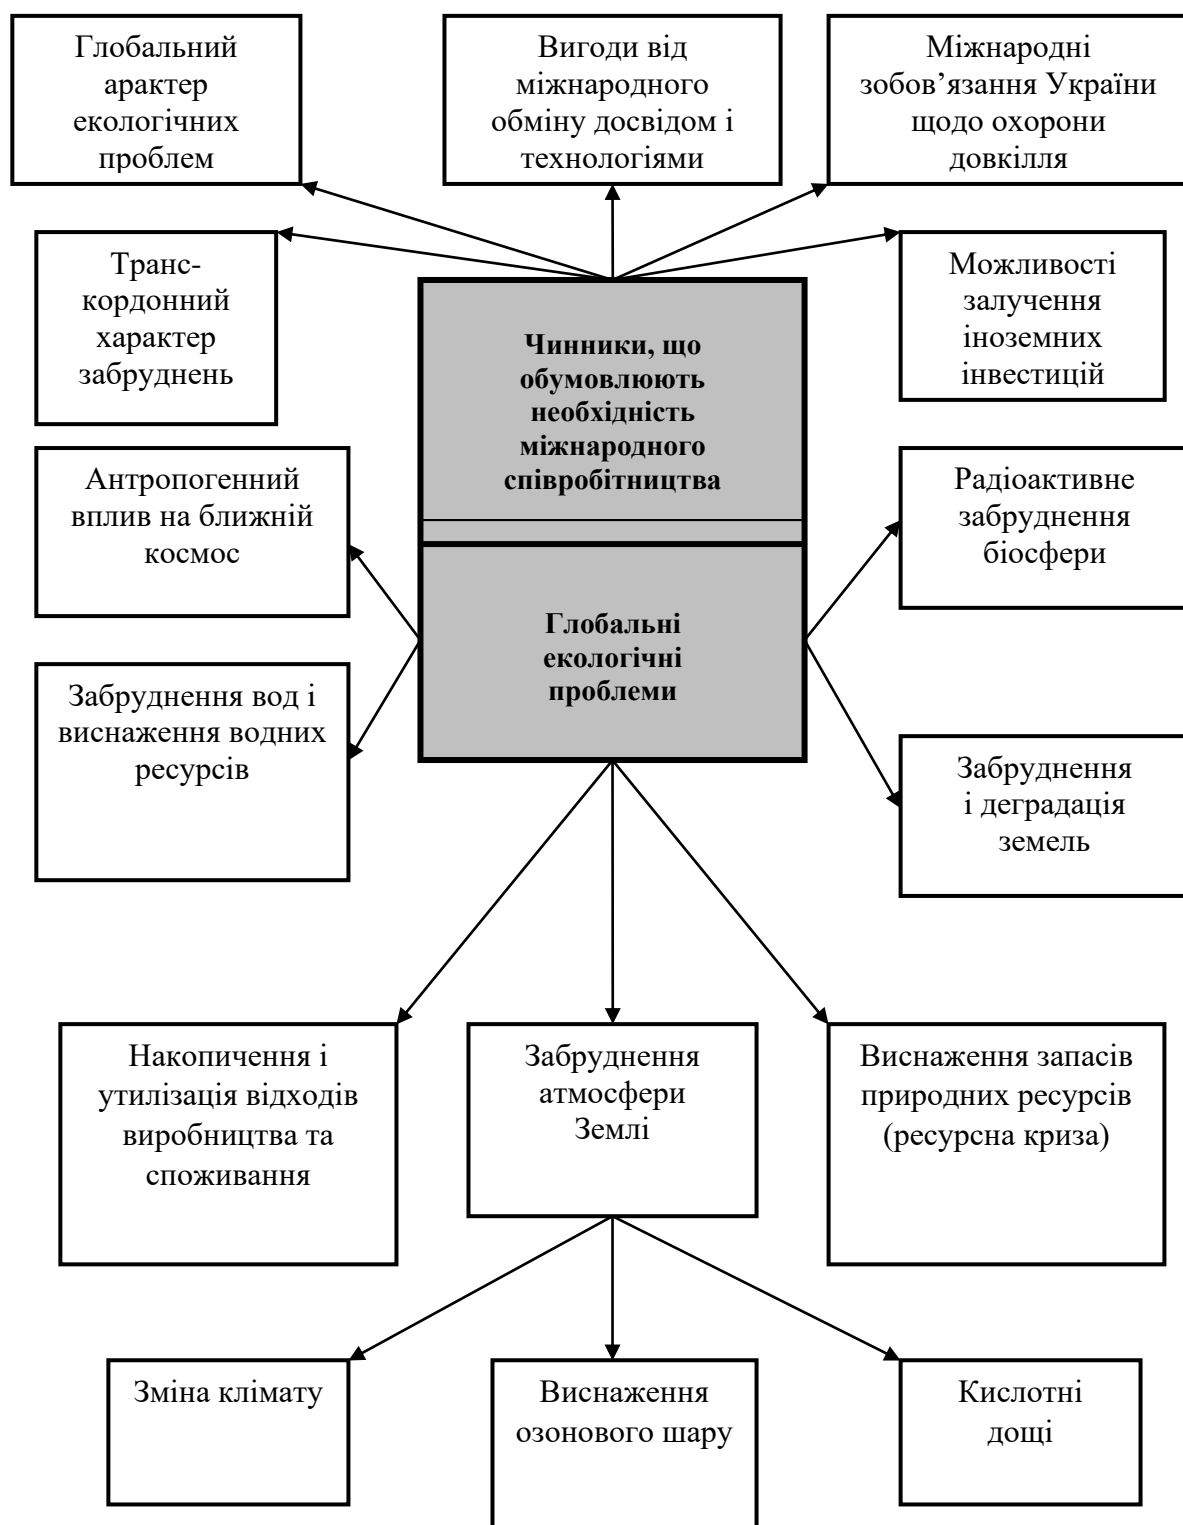 Глобальний
арактер
екологічних
проблем
Вигоди від
міжнародного
обміну досвідом і
технологіями
Міжнародні
зобов’язання України
щодо охорони
довкілля
Транс-
кордонний
характер
забруднень
Чинники, що
обумовлюють
необхідність
міжнародного
співробітництва
Можливості
залучення
іноземних
інвестицій
Антропогенний
вплив на ближній
космос
Радіоактивне
забруднення
біосфери
Глобальні
екологічні
проблеми
Забруднення вод і
виснаження водних
ресурсів
Забруднення
і деградація
земель
Накопичення і
утилізація відходів
виробництва та
споживання
Забруднення
атмосфери
Землі
Виснаження запасів
природних ресурсів
(ресурсна криза)
Зміна клімату
Виснаження
озонового шару
Кислотні
дощі